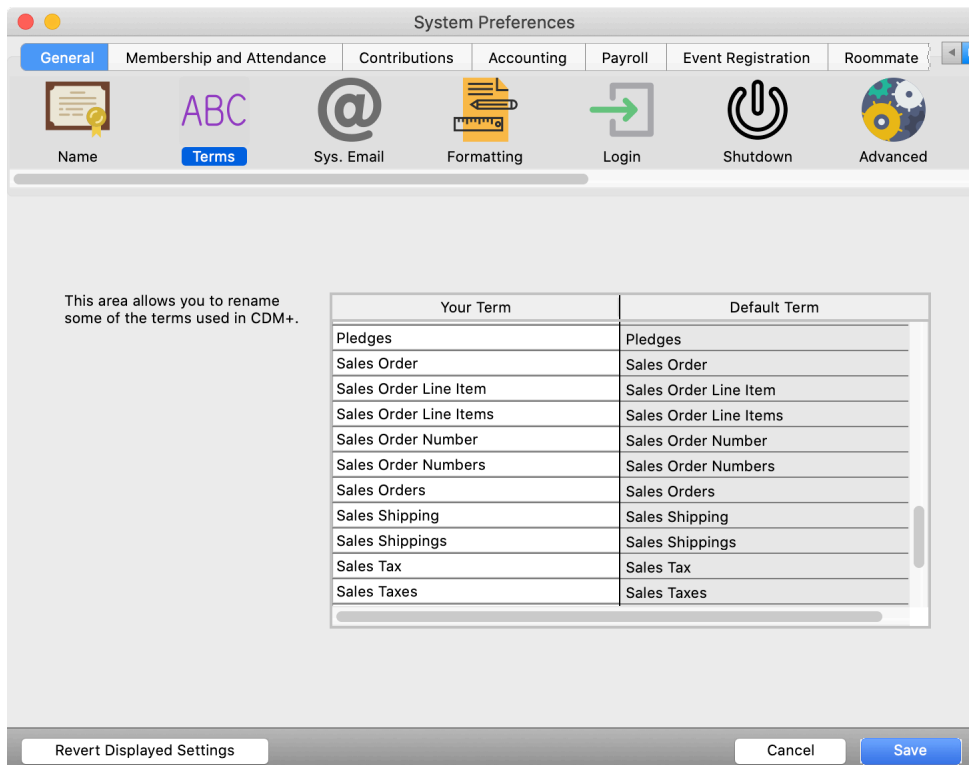 System Preferences
General Membership and Attendance Contributions Accounting Payroll Event Registration Roommate
ABC @
Name Terms Sys. Email Formatting Login Shutdown Advanced
This area allows you to rename
some of the terms used in CDM+.
Your Term Default Term
Pledges Pledges
Sales Order Sales Order
Sales Order Line Item Sales Order Line Item
Sales Order Line Items Sales Order Line Items
Sales Order Number Sales Order Number
Sales Order Numbers Sales Order Numbers
Sales Orders Sales Orders
Sales Shipping Sales Shipping
Sales Shippings Sales Shippings
Sales Tax Sales Tax
Sales Taxes Sales Taxes
Revert Displayed Settings Cancel Save